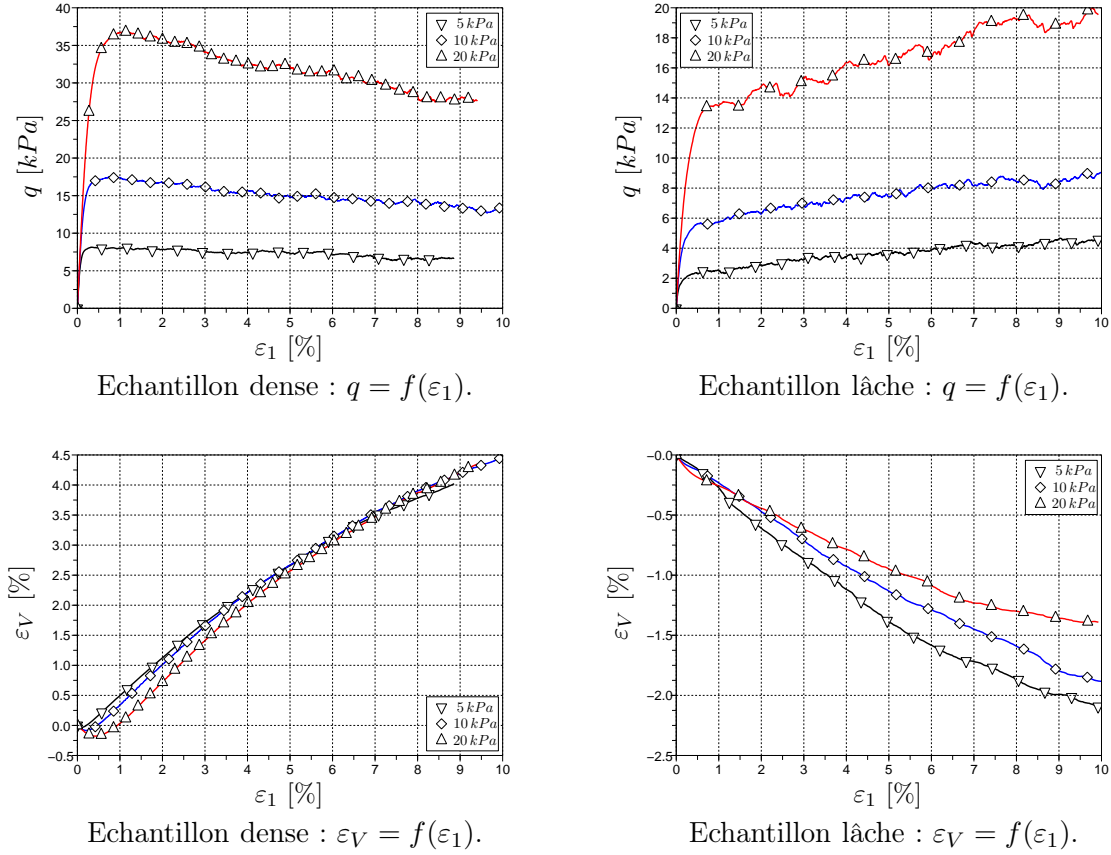 40
35
30
25
20
15
10
5
0
q [kPa]
5 kPa
10 kPa
20 kPa
0 1 2 3 4 5 6 7 8 9 10
ε₁ [%]
Echantillon dense : q = f(ε₁).
20
18
16
14
12
10
8
6
4
2
0
q [kPa]
5 kPa
10 kPa
20 kPa
0 1 2 3 4 5 6 7 8 9 10
ε₁ [%]
Echantillon lâche : q = f(ε₁).
4.5
4.0
3.5
3.0
2.5
2.0
1.5
1.0
0.5
0.0
−0.5
ε_V [%]
5 kPa
10 kPa
20 kPa
0 1 2 3 4 5 6 7 8 9 10
ε₁ [%]
Echantillon dense : ε_V = f(ε₁).
−0.0
−0.5
−1.0
−1.5
−2.0
−2.5
ε_V [%]
5 kPa
10 kPa
20 kPa
0 1 2 3 4 5 6 7 8 9 10
ε₁ [%]
Echantillon lâche : ε_V = f(ε₁).